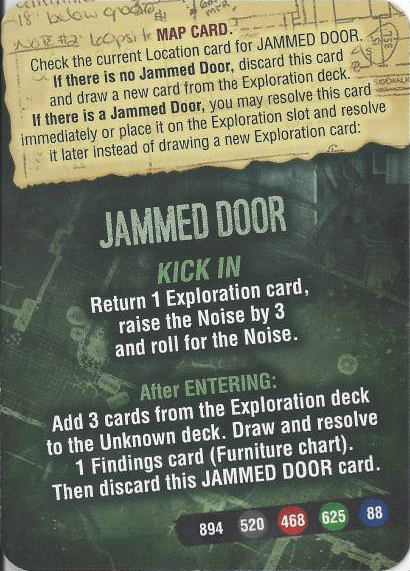 18' below groun
MAP CARD.
Check the current Location card for JAMMED DOOR.
If there is no Jammed Door, discard this card
and draw a new card from the Exploration deck.
If there is a Jammed Door, you may resolve this card
immediately or place it on the Exploration slot and resolve
it later instead of drawing a new Exploration card:
JAMMED DOOR
KICK IN
Return 1 Exploration card,
raise the Noise by 3
and roll for the Noise.
After ENTERING:
Add 3 cards from the Exploration deck
to the Unknown deck. Draw and resolve
1 Findings card (Furniture chart).
Then discard this JAMMED DOOR card.
894 520 468 625 88